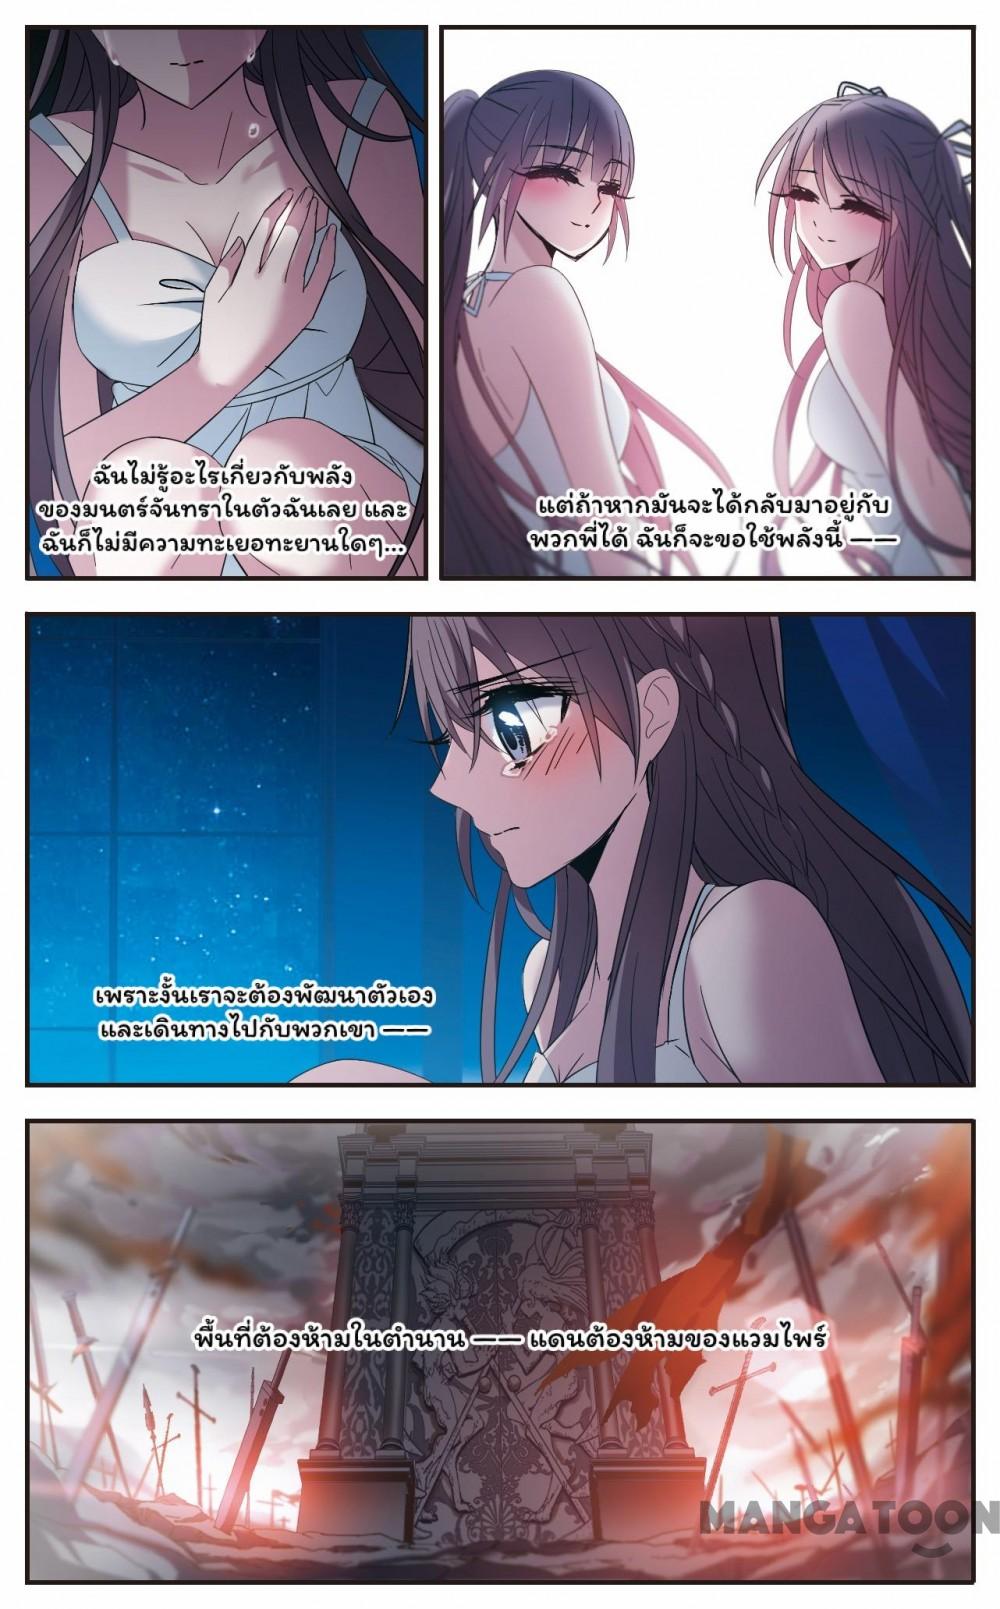 ฉันไม่รู้อะไรเกี่ยวกับพลัง
ของมนตร์จันทราในตัวฉันเลย และ
ฉันก็ไม่มีความทะเยอทะยานใดๆ...
แต่ถ้าหากมันจะได้กลับมาอยู่กับ
พวกพี่ได้ ฉันก็จะขอใช้พลังนี้ ——
เพราะงั้นเราจะต้องพัฒนาตัวเอง
และเดินทางไปกับพวกเขา ——
พื้นที่ต้องห้ามในตำนาน —— แดนต้องห้ามของแวมไพร์
MANGATOON